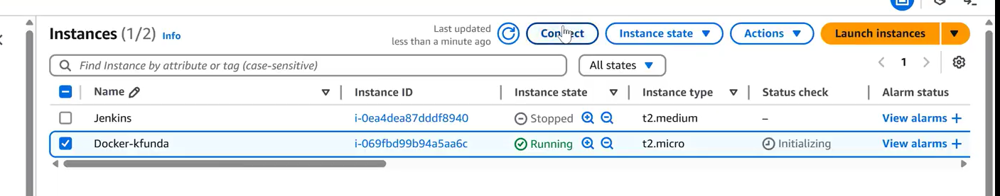 Instances (1/2) Info
Last updated
less than a minute ago
Connect
Instance state
Actions
Launch instances
Find Instance by attribute or tag (case-sensitive)
All states
1
Name Instance ID Instance state Instance type Status check Alarm status
Jenkins i-0ea4dea87dddf8940 Stopped t2.medium – View alarms +
Docker-kfunda i-069fbd99b94a5aa6c Running t2.micro Initializing View alarms +